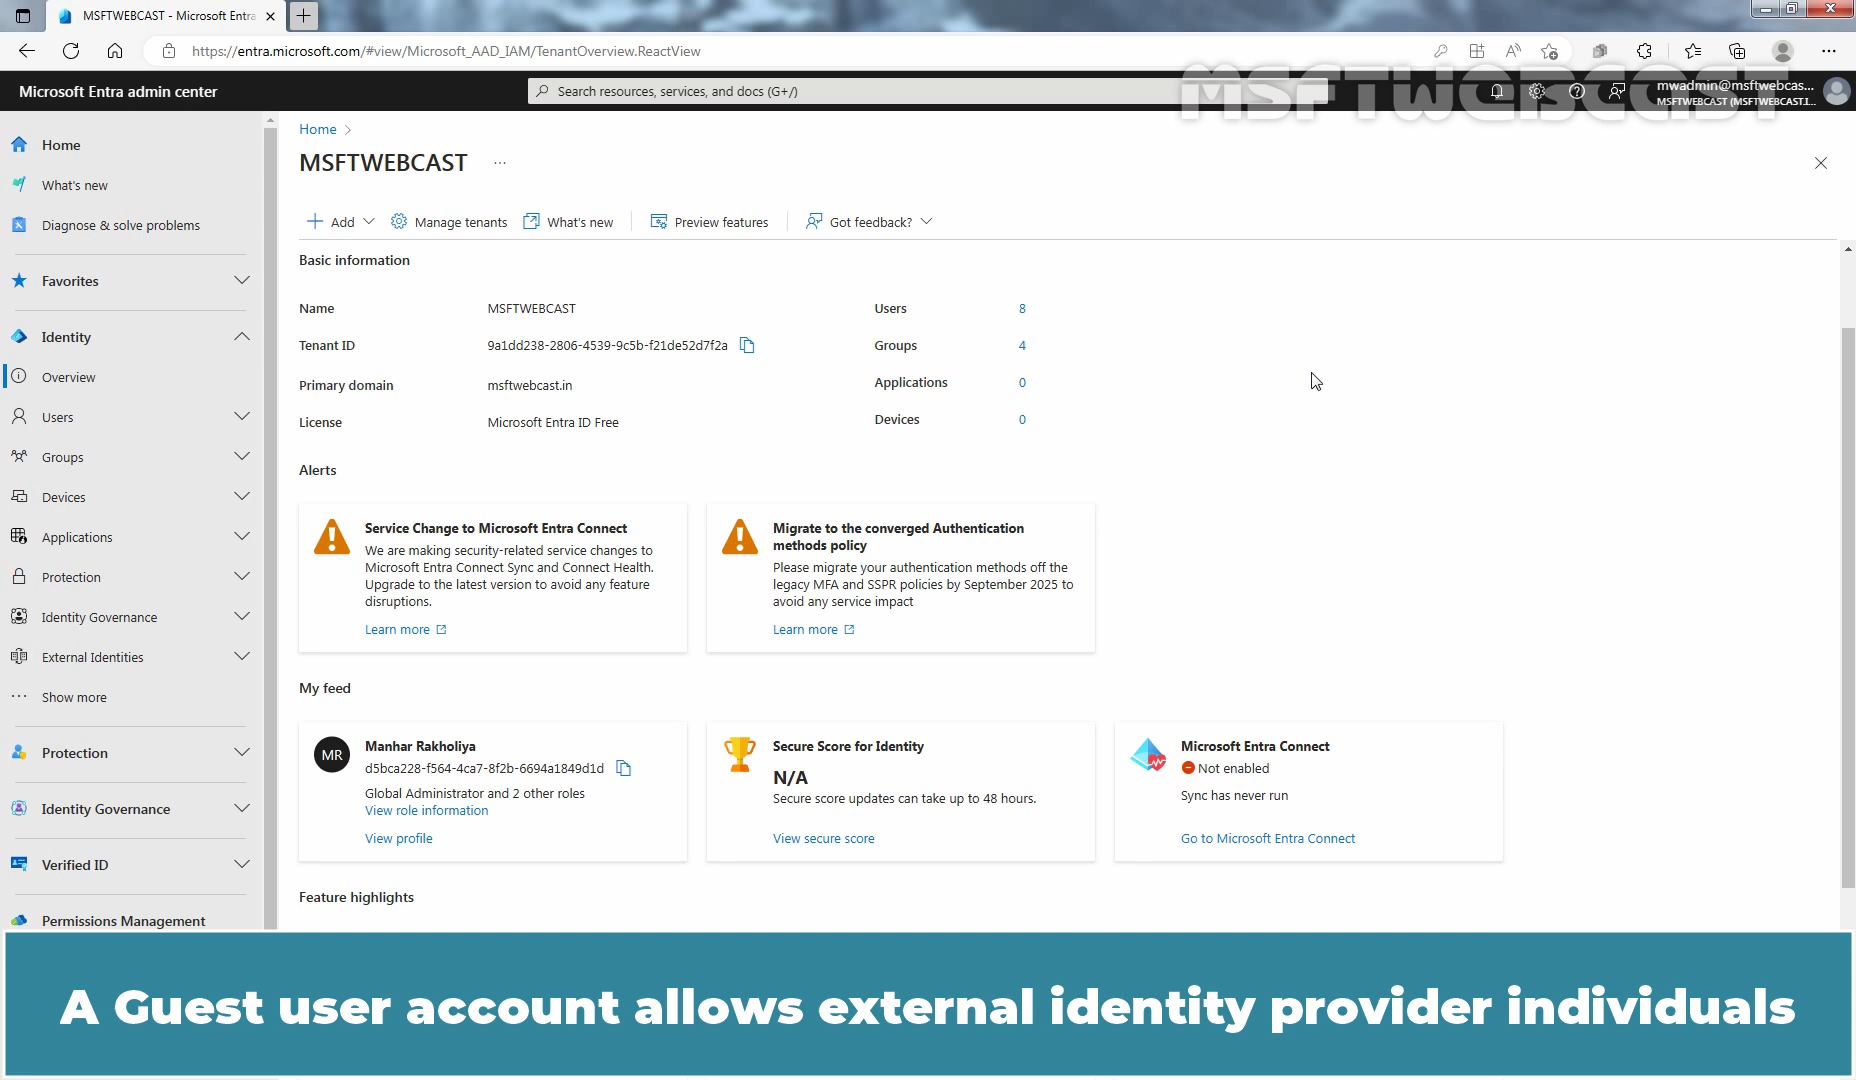 MSFTWEBCAST - Microsoft Entra
https://entra.microsoft.com/#view/Microsoft_AAD_IAM/TenantOverview.ReactView
MSFTWEBCAST
Microsoft Entra admin center
Search resources, services, and docs (G+/)
mwadmin@msftwebcas...
MSFTWEBCAST (MSFTWEBCAST.I...
Home
What's new
Diagnose & solve problems
Favorites
Identity
Overview
Users
Groups
Devices
Applications
Protection
Identity Governance
External Identities
Show more
Protection
Identity Governance
Verified ID
Permissions Management
Home
MSFTWEBCAST ...
Add
Manage tenants
What's new
Preview features
Got feedback?
Basic information
Name MSFTWEBCAST
Tenant ID 9a1dd238-2806-4539-9c5b-f21de52d7f2a
Primary domain msftwebcast.in
License Microsoft Entra ID Free
Users 8
Groups 4
Applications 0
Devices 0
Alerts
Service Change to Microsoft Entra Connect
We are making security-related service changes to
Microsoft Entra Connect Sync and Connect Health.
Upgrade to the latest version to avoid any feature
disruptions.
Learn more
Migrate to the converged Authentication
methods policy
Please migrate your authentication methods off the
legacy MFA and SSPR policies by September 2025 to
avoid any service impact
Learn more
My feed
MR
Manhar Rakholiya
d5bca228-f564-4ca7-8f2b-6694a1849d1d
Global Administrator and 2 other roles
View role information
View profile
Secure Score for Identity
N/A
Secure score updates can take up to 48 hours.
View secure score
Microsoft Entra Connect
Not enabled
Sync has never run
Go to Microsoft Entra Connect
Feature highlights
A Guest user account allows external identity provider individuals